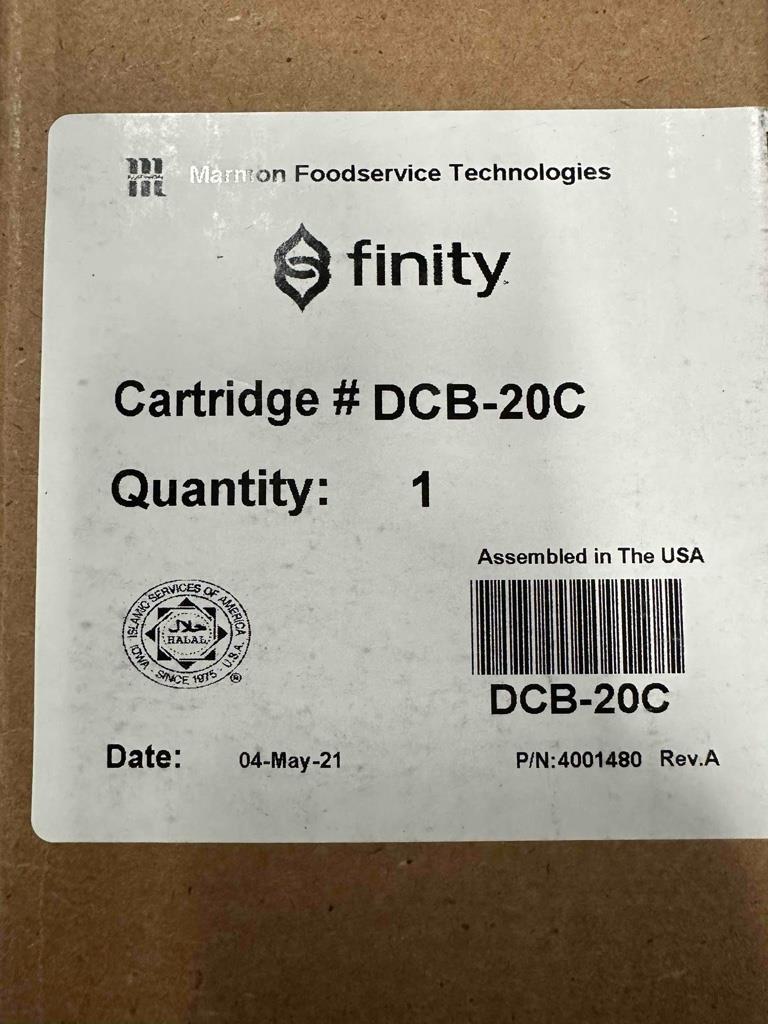 Marmon Foodservice Technologies
finity
Cartridge # DCB-20C
Quantity: 1
Assembled in The USA
ISLAMIC SERVICES OF AMERICA
حلال
HALAL
IOWA - SINCE 1975 - U.S.A.
®
DCB-20C
Date: 04-May-21 P/N:4001480 Rev.A